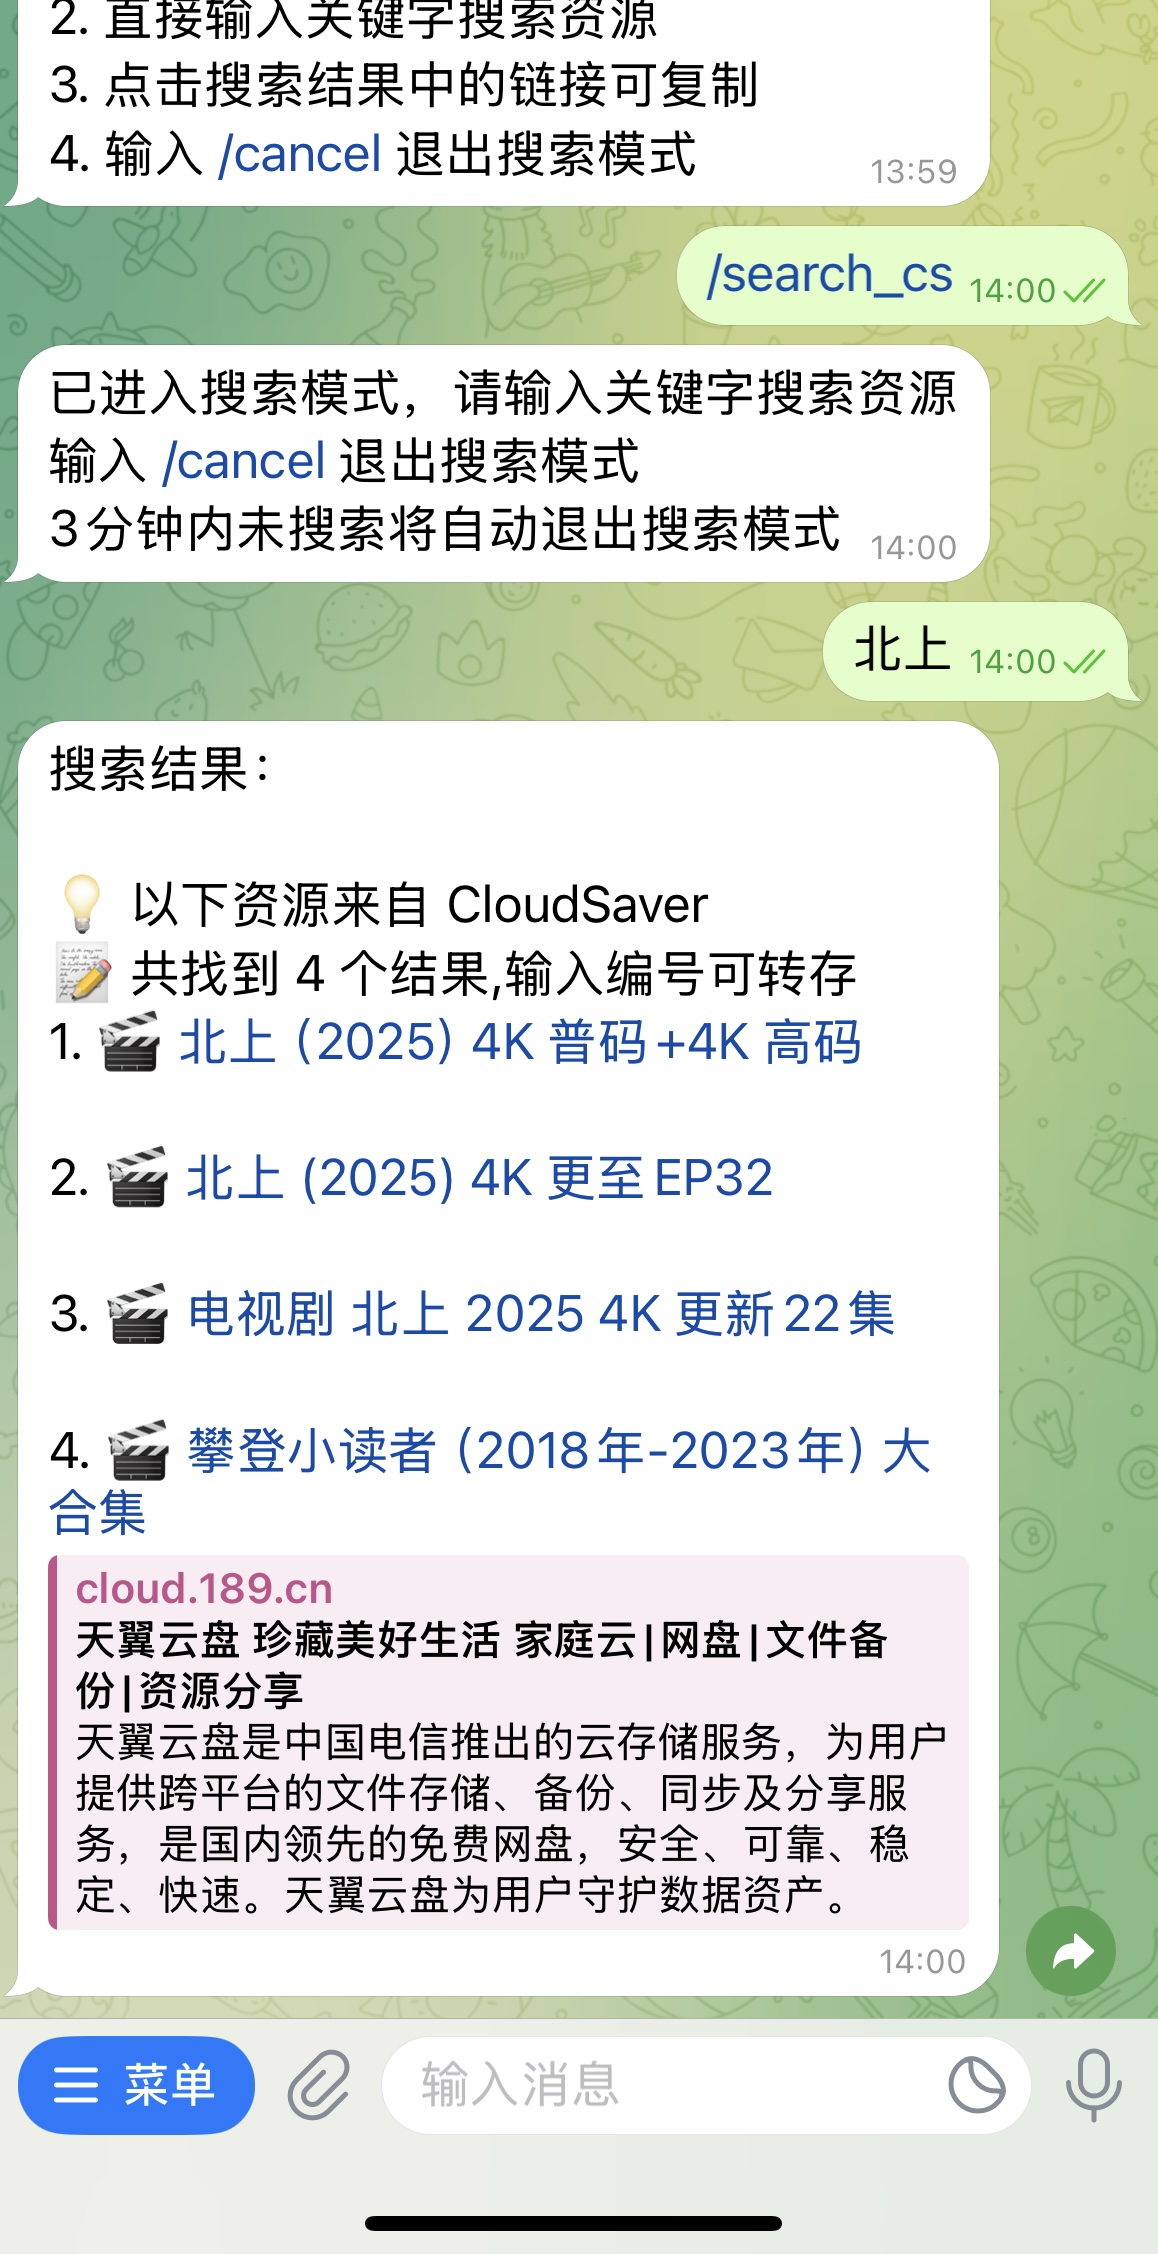 2. 直接输入关键字搜索资源
3. 点击搜索结果中的链接可复制
4. 输入 /cancel 退出搜索模式
13:59
/search_cs 14:00
已进入搜索模式，请输入关键字搜索资源
输入 /cancel 退出搜索模式
3分钟内未搜索将自动退出搜索模式
14:00
北上 14:00
搜索结果：
💡 以下资源来自 CloudSaver
📝 共找到 4 个结果,输入编号可转存
1. 🎬 北上（2025）4K 普码+4K 高码
2. 🎬 北上 (2025) 4K 更至EP32
3. 🎬 电视剧 北上 2025 4K 更新22集
4. 🎬 攀登小读者（2018年-2023年）大
合集
cloud.189.cn
天翼云盘 珍藏美好生活 家庭云|网盘|文件备
份|资源分享
天翼云盘是中国电信推出的云存储服务，为用户
提供跨平台的文件存储、备份、同步及分享服
务，是国内领先的免费网盘，安全、可靠、稳
定、快速。天翼云盘为用户守护数据资产。
14:00
菜单
输入消息